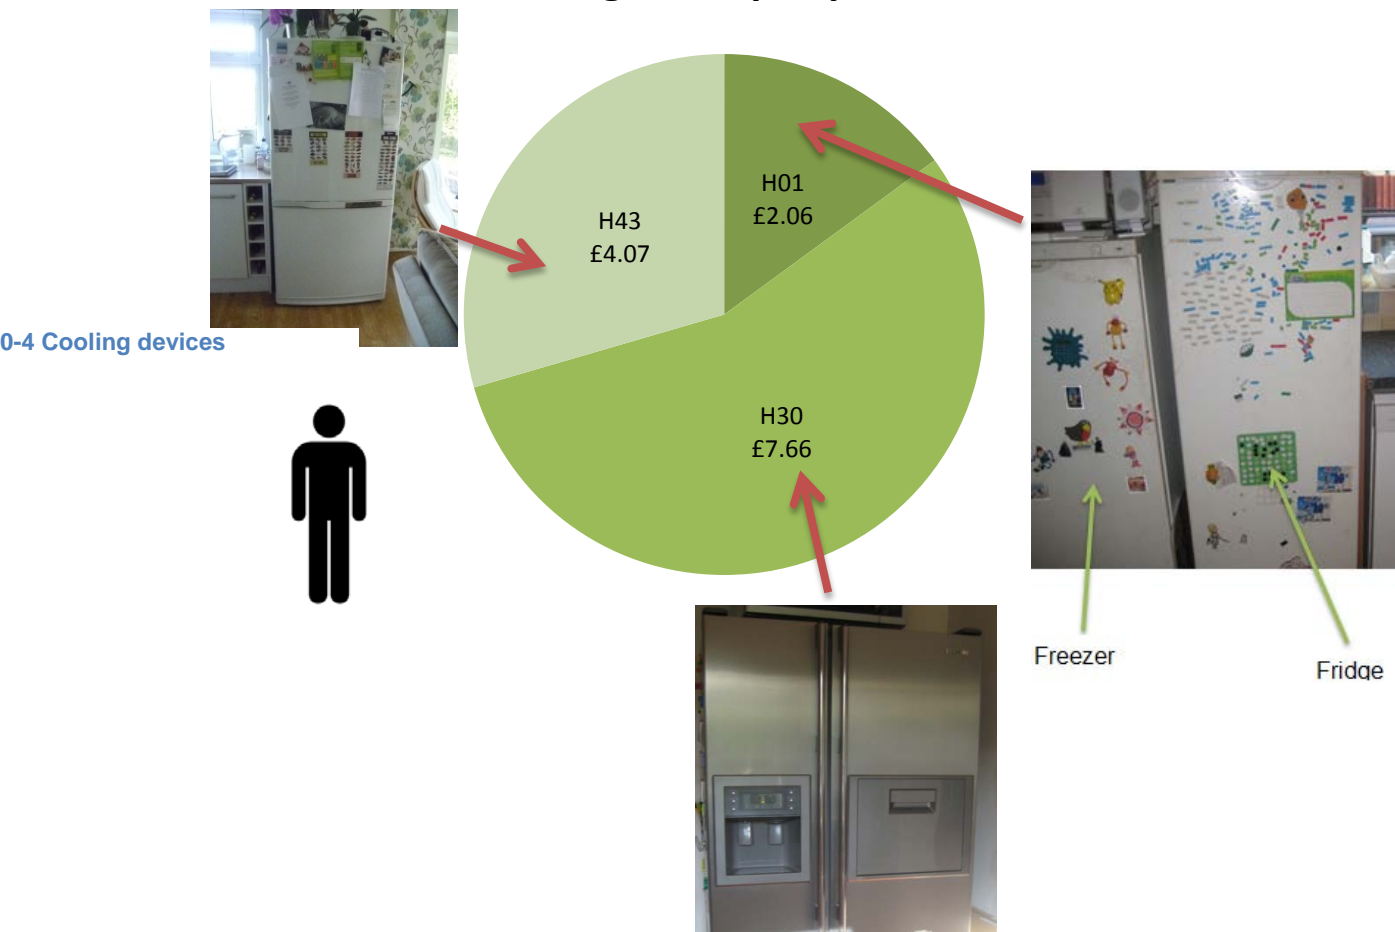 H01
£2.06
H43
£4.07
0-4 Cooling devices
H30
£7.66
Freezer
Fridge